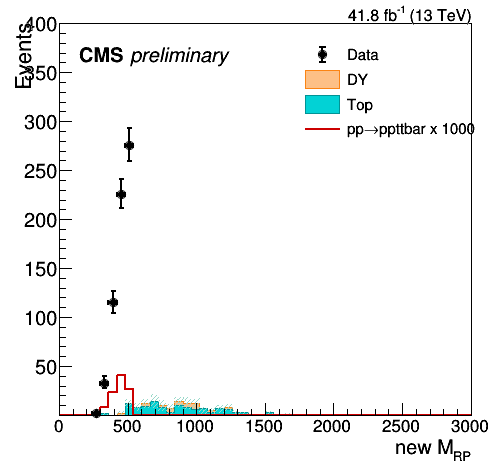 41.8 fb⁻¹ (13 TeV)
Events
CMS preliminary
Data
DY
Top
pp→ppttbar x 1000
400
350
300
250
200
150
100
50
0 500 1000 1500 2000 2500 3000
new M_RP